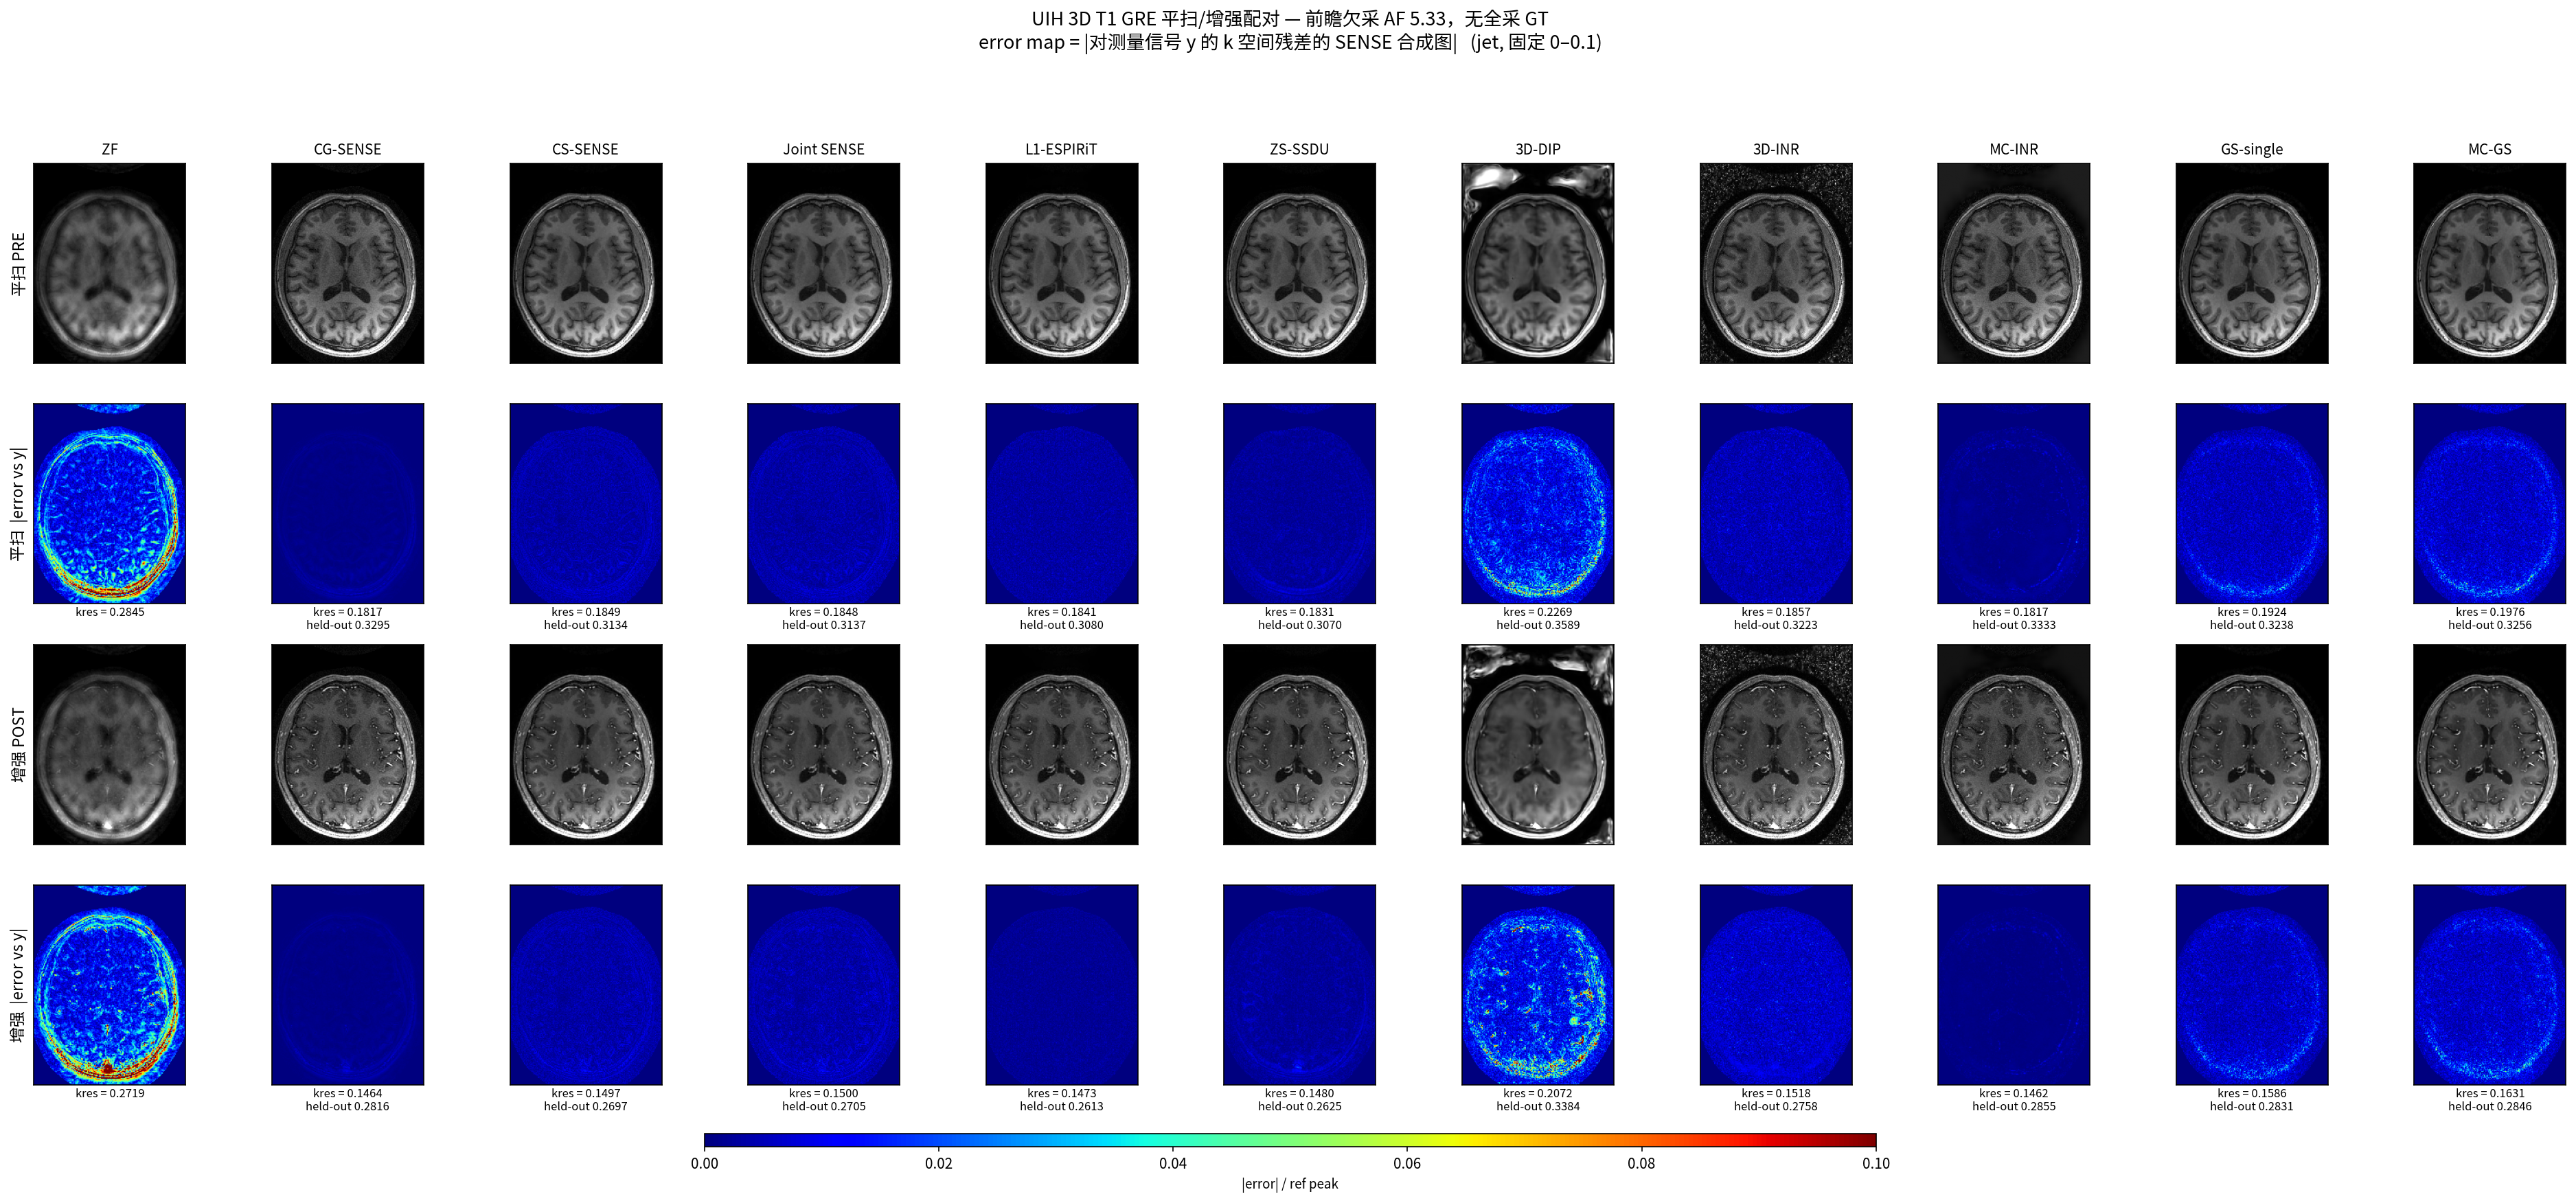 UIH 3D T1 GRE 平扫/增强配对 — 前瞻欠采 AF 5.33，无全采 GT
error map = |对测量信号 y 的 k 空间残差的 SENSE 合成图|   (jet, 固定 0–0.1)
ZF
CG-SENSE
CS-SENSE
Joint SENSE
L1-ESPIRiT
ZS-SSDU
3D-DIP
3D-INR
MC-INR
GS-single
MC-GS
平扫 PRE
平扫 |error vs y|
kres = 0.2845
kres = 0.1817
held-out 0.3295
kres = 0.1849
held-out 0.3134
kres = 0.1848
held-out 0.3137
kres = 0.1841
held-out 0.3080
kres = 0.1831
held-out 0.3070
kres = 0.2269
held-out 0.3589
kres = 0.1857
held-out 0.3223
kres = 0.1817
held-out 0.3333
kres = 0.1924
held-out 0.3238
kres = 0.1976
held-out 0.3256
增强 POST
增强 |error vs y|
kres = 0.2719
kres = 0.1464
held-out 0.2816
kres = 0.1497
held-out 0.2697
kres = 0.1500
held-out 0.2705
kres = 0.1473
held-out 0.2613
kres = 0.1480
held-out 0.2625
kres = 0.2072
held-out 0.3384
kres = 0.1518
held-out 0.2758
kres = 0.1462
held-out 0.2855
kres = 0.1586
held-out 0.2831
kres = 0.1631
held-out 0.2846
0.00
0.02
0.04
0.06
0.08
0.10
|error| / ref peak